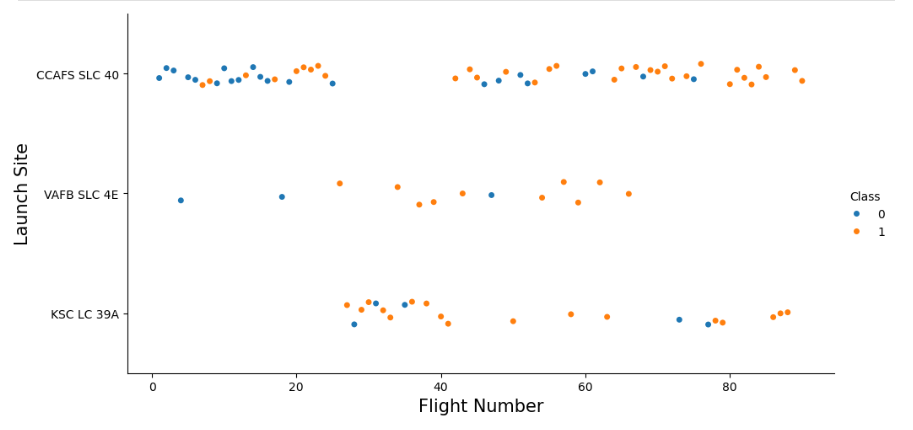 Launch Site
CCAFS SLC 40
VAFB SLC 4E
KSC LC 39A
0 20 40 60 80
Flight Number
Class
0
1